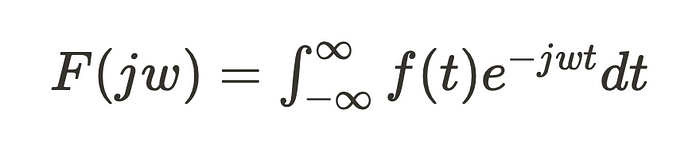 F(jw) = ∫_{-∞}^{∞} f(t)e^{-jwt}dt